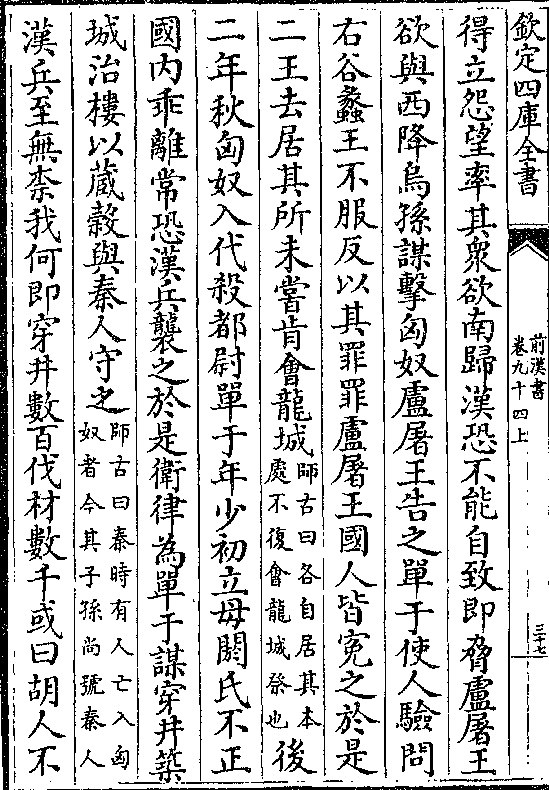 欽定四庫全書
前漢書
卷九十四上
三十七
得立怨望率其衆欲南歸漢恐不能自致即脅盧屠王
欲與西降烏孫謀擊匈奴盧屠王告之單于使人驗問
右谷蠡王不服反以其罪罪盧屠王國人皆寃之於是
二王去居其所未嘗肯會龍城師古曰各自居其本處不復會龍城祭也後
二年秋匈奴入代殺都尉單于年少初立母閼氏不正
國内乖離常恐漢兵襲之於是衛律為單于謀穿井築
城治樓以蔵榖與秦人守之師古曰秦時有人亡入匈奴者今其子孫尚號秦人
漢兵至無柰我何即穿井數百伐材數千或曰胡人不